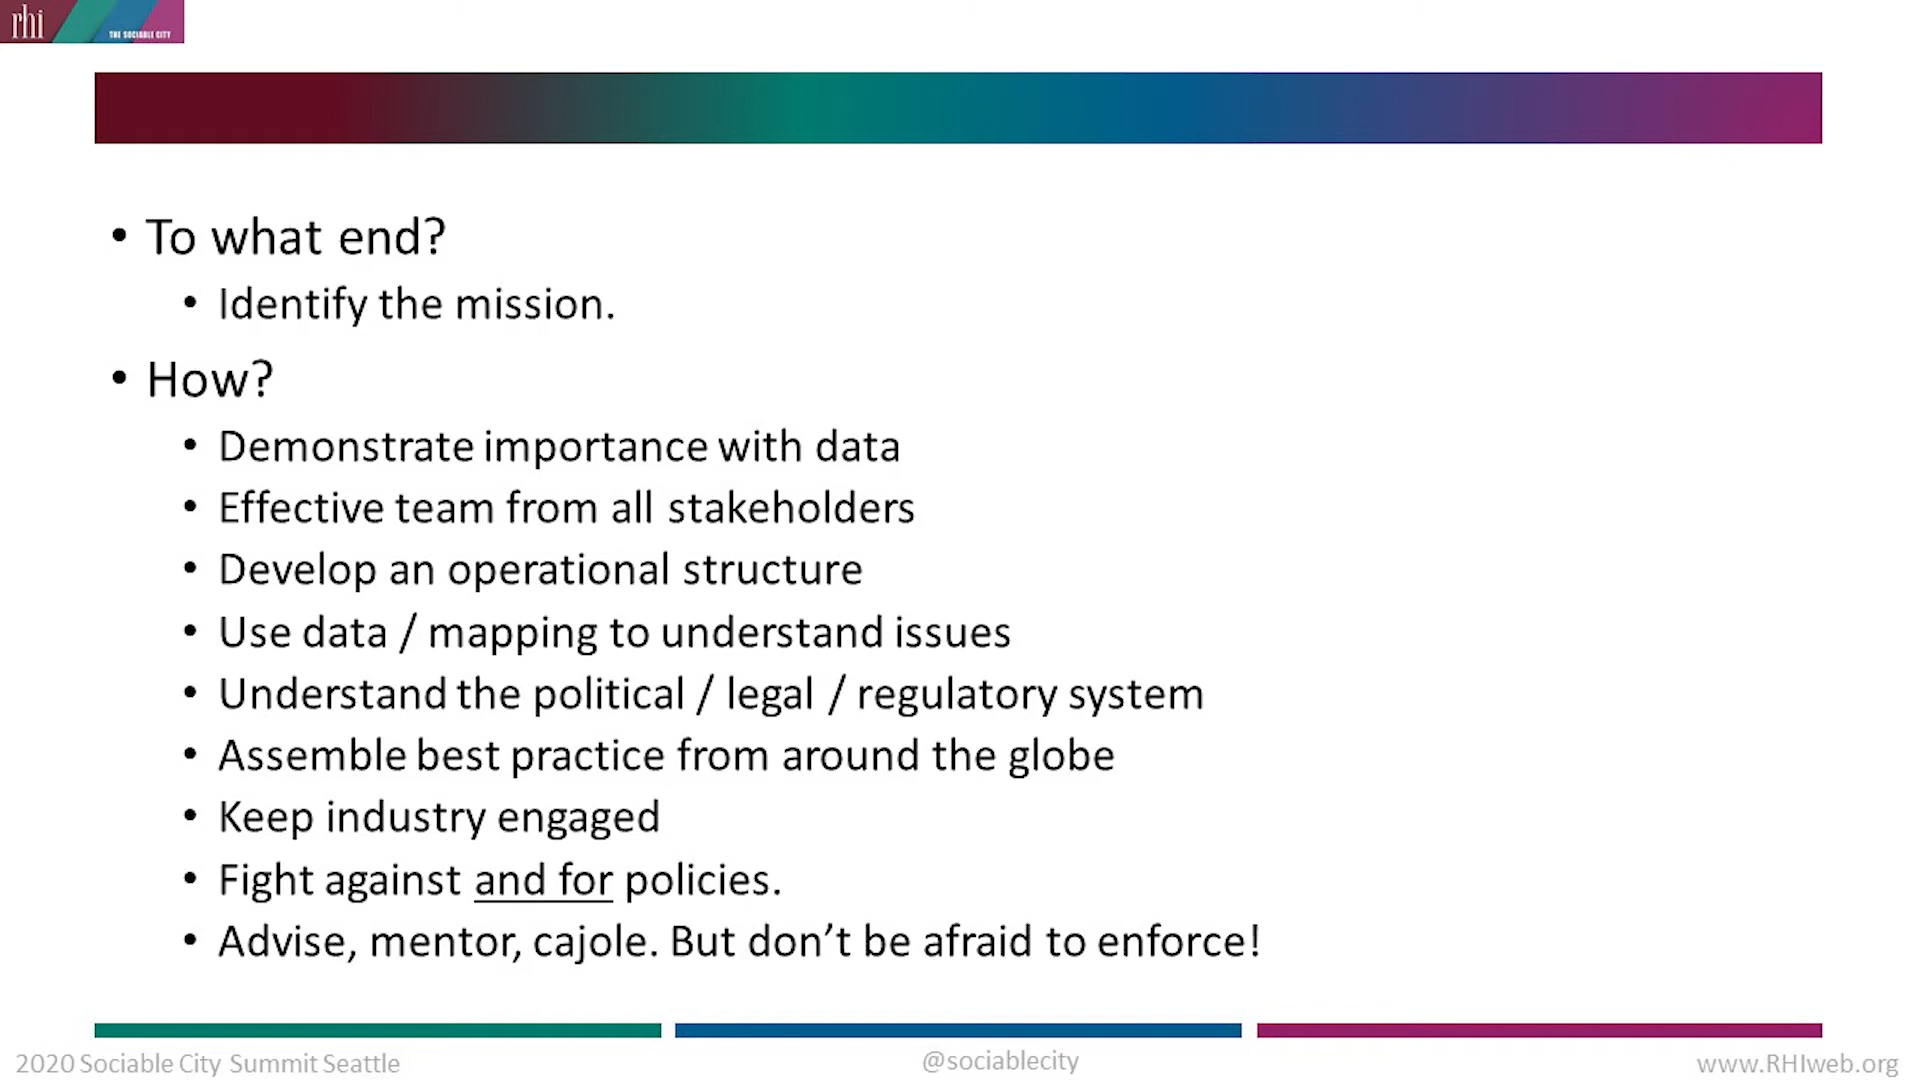 rhi
THE SOCIABLE CITY
• To what end?
• Identify the mission.
• How?
• Demonstrate importance with data
• Effective team from all stakeholders
• Develop an operational structure
• Use data / mapping to understand issues
• Understand the political / legal / regulatory system
• Assemble best practice from around the globe
• Keep industry engaged
• Fight against and for policies.
• Advise, mentor, cajole. But don’t be afraid to enforce!
2020 Sociable City Summit Seattle
@sociablecity
www.RHIweb.org